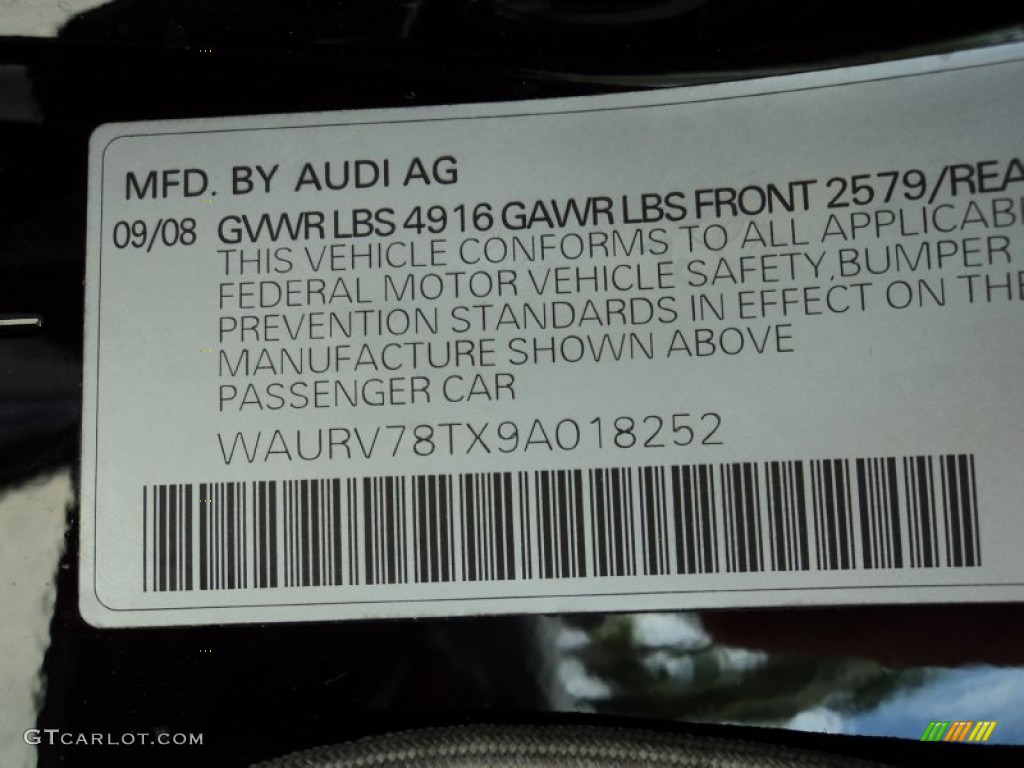 MFD. BY AUDI AG
09/08 GVWR LBS 4916 GAWR LBS FRONT 2579/REA
THIS VEHICLE CONFORMS TO ALL APPLICABL
FEDERAL MOTOR VEHICLE SAFETY,BUMPER
PREVENTION STANDARDS IN EFFECT ON THE
MANUFACTURE SHOWN ABOVE
PASSENGER CAR
WAURV78TX9A018252
GTCARLOT.COM